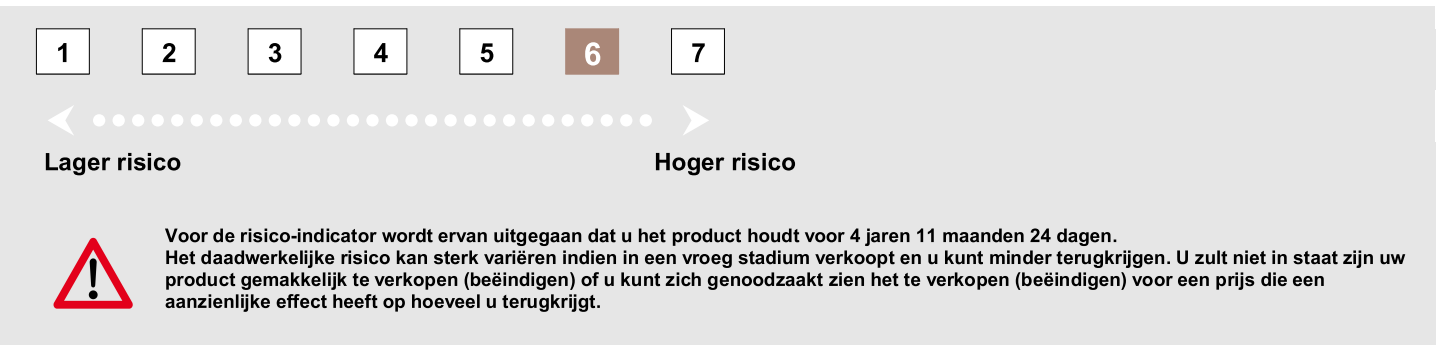 1 2 3 4 5 6 7
Lager risico Hoger risico
Voor de risico-indicator wordt ervan uitgegaan dat u het product houdt voor 4 jaren 11 maanden 24 dagen.
Het daadwerkelijke risico kan sterk variëren indien in een vroeg stadium verkoopt en u kunt minder terugkrijgen. U zult niet in staat zijn uw
product gemakkelijk te verkopen (beëindigen) of u kunt zich genoodzaakt zien het te verkopen (beëindigen) voor een prijs die een
aanzienlijke effect heeft op hoeveel u terugkrijgt.